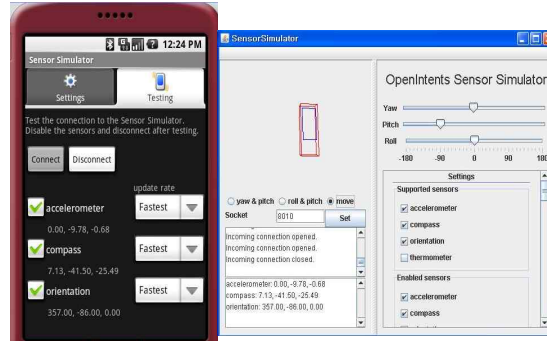 12:24 PM
Sensor Simulator
Settings
Testing
Test the connection to the Sensor Simulator.
Disable the sensors and disconnect after testing.
Connect
Disconnect
update rate
accelerometer
Fastest
0.00, -9.78, -0.68
compass
Fastest
7.13, -41.50, -25.49
orientation
Fastest
357.00, -86.00, 0.00
SensorSimulator
yaw & pitch
roll & pitch
move
Socket
8010
Set
Incoming connection opened.
Incoming connection opened.
Incoming connection closed.
accelerometer: 0.00, -9.78, -0.68
compass: 7.13, -41.50, -25.49
orientation: 357.00, -86.00, 0.00
OpenIntents Sensor Simulator
Yaw
Pitch
Roll
-180 -90 0 90 180
Settings
Supported sensors
accelerometer
compass
orientation
thermometer
Enabled sensors
accelerometer
compass